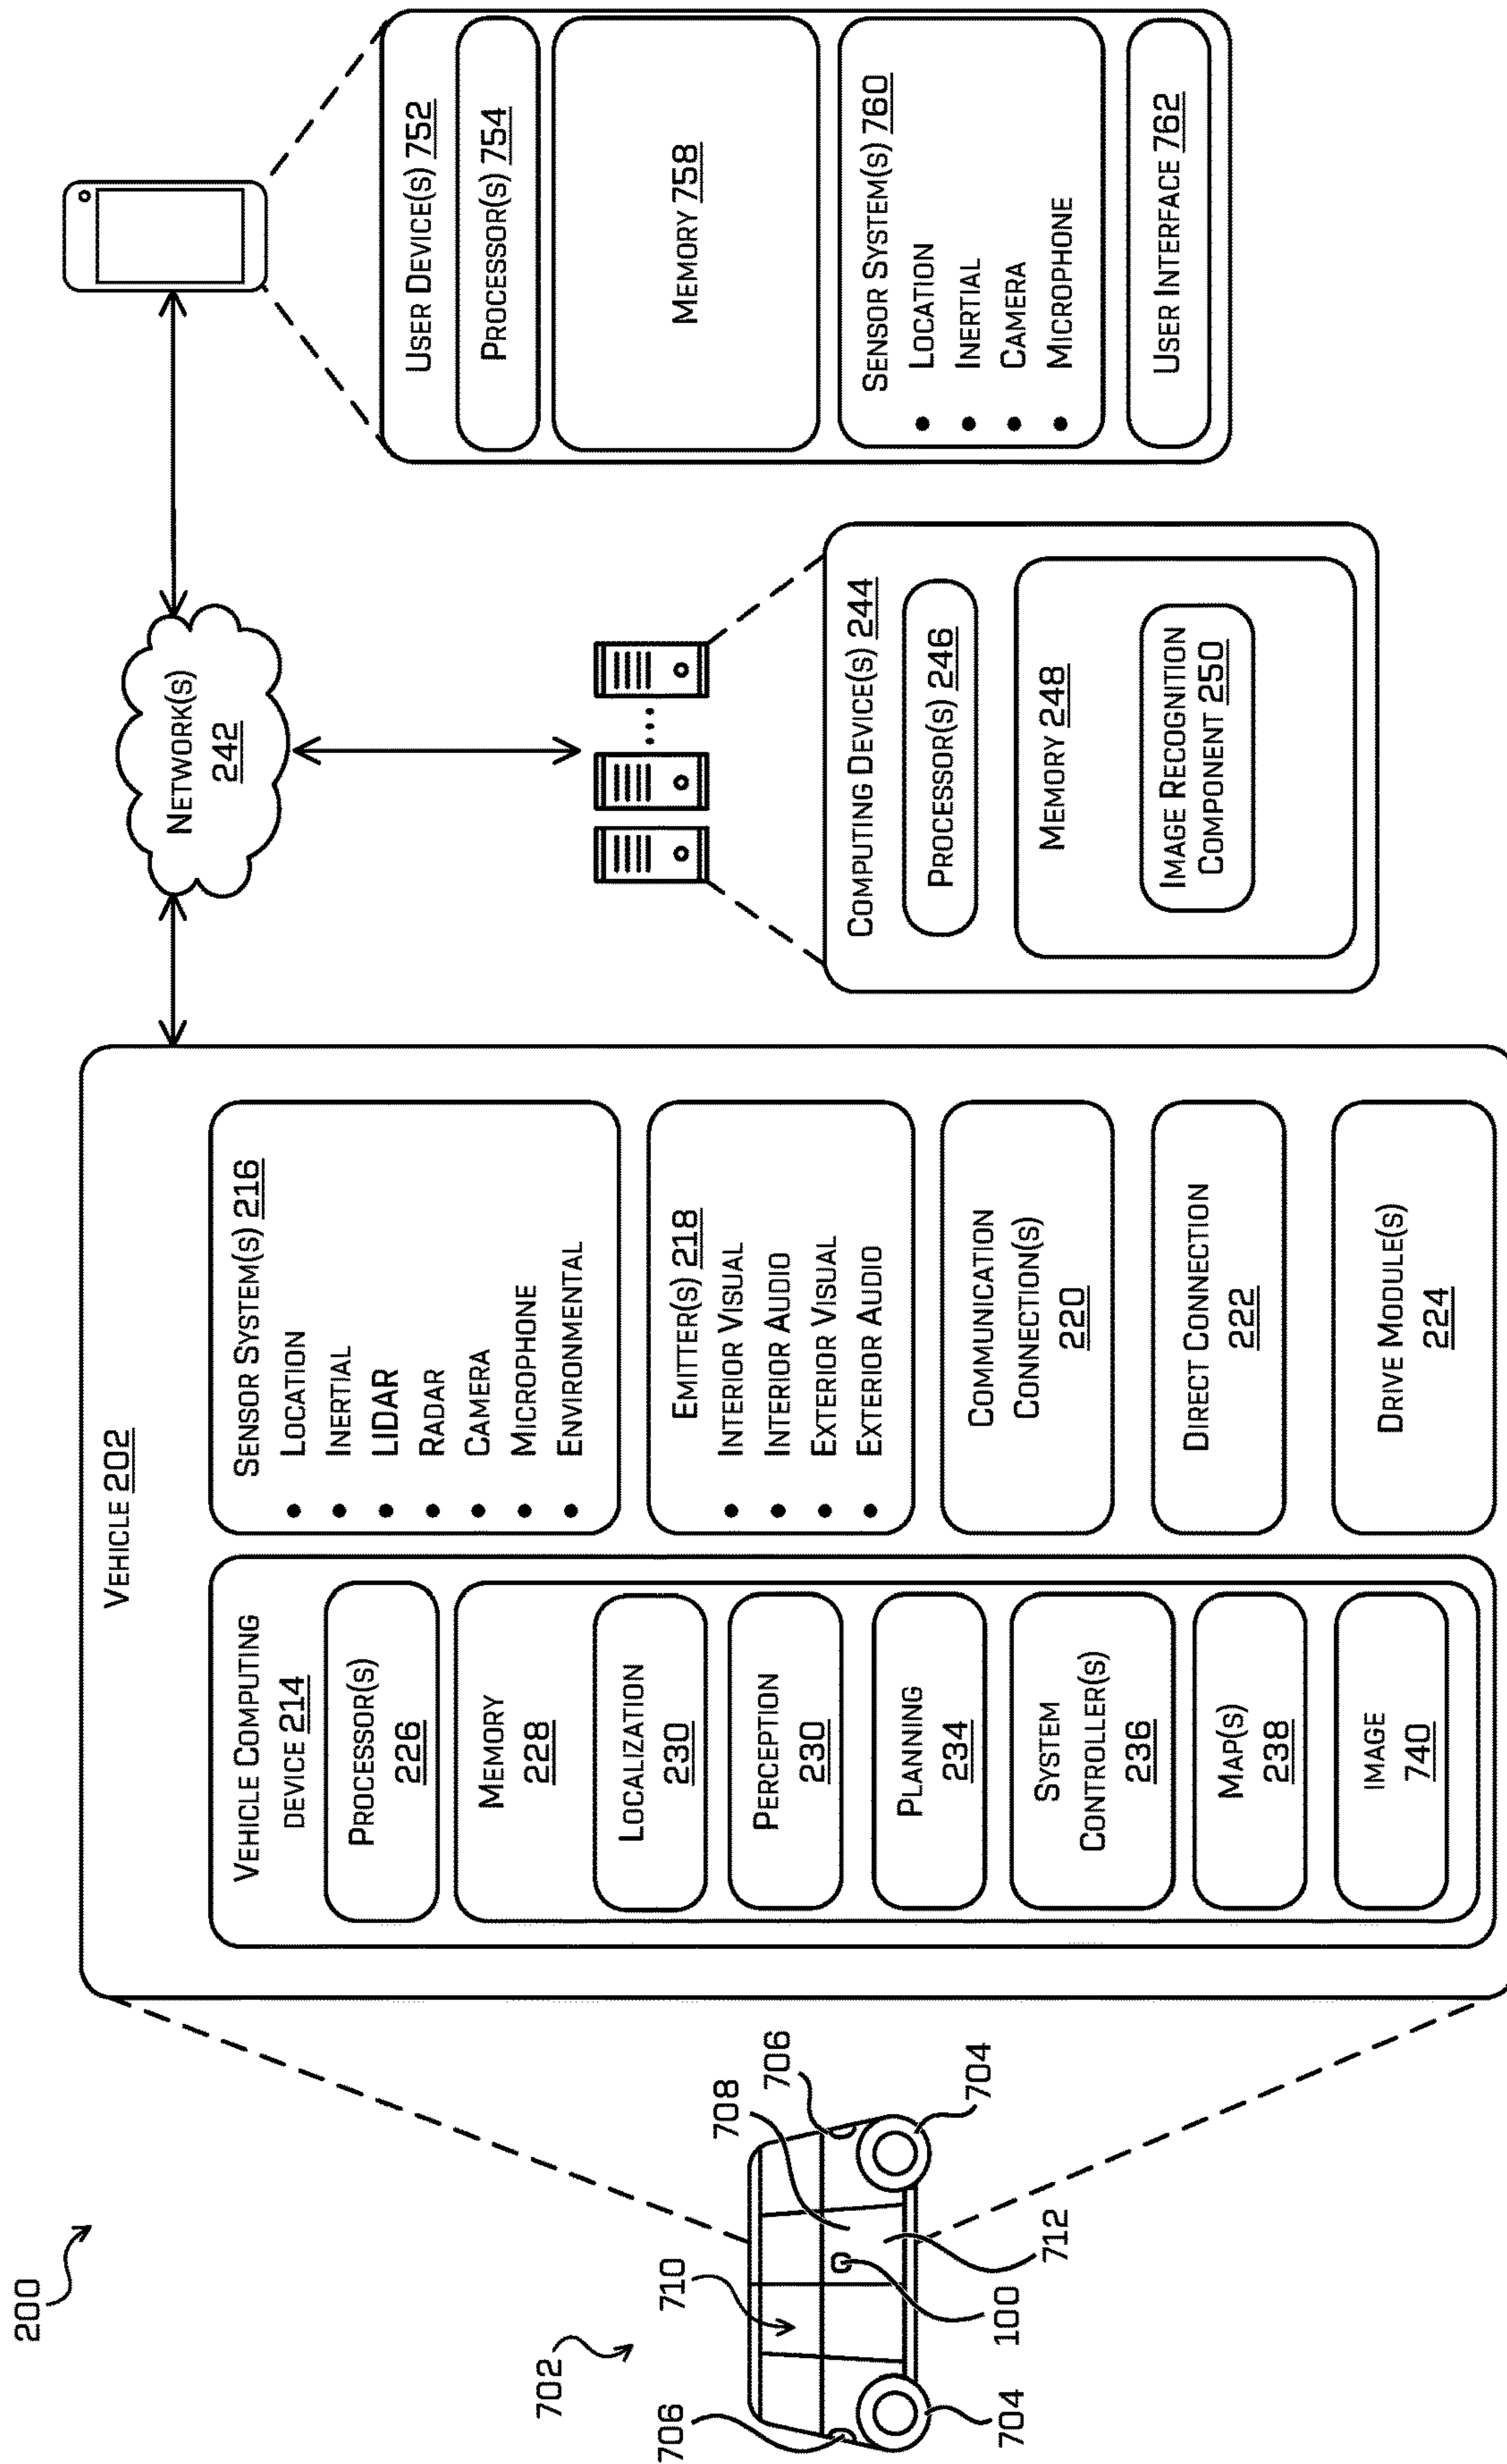 200
VEHICLE 202
VEHICLE COMPUTING
DEVICE 214
PROCESSOR(S)
226
MEMORY
228
LOCALIZATION
230
PERCEPTION
230
PLANNING
234
SYSTEM
CONTROLLER(S)
236
MAP(S)
238
IMAGE
740
SENSOR SYSTEM(S) 216
• LOCATION
• INERTIAL
• LIDAR
• RADAR
• CAMERA
• MICROPHONE
• ENVIRONMENTAL
EMITTER(S) 218
• INTERIOR VISUAL
• INTERIOR AUDIO
• EXTERIOR VISUAL
• EXTERIOR AUDIO
COMMUNICATION
CONNECTION(S)
220
DIRECT CONNECTION
222
DRIVE MODULE(S)
224
702
706
710
708
706
704
100
712
704
NETWORK(S)
242
COMPUTING DEVICE(S) 244
PROCESSOR(S) 246
MEMORY 248
IMAGE RECOGNITION
COMPONENT 250
USER DEVICE(S) 752
PROCESSOR(S) 754
MEMORY 758
SENSOR SYSTEM(S) 760
• LOCATION
• INERTIAL
• CAMERA
• MICROPHONE
USER INTERFACE 762